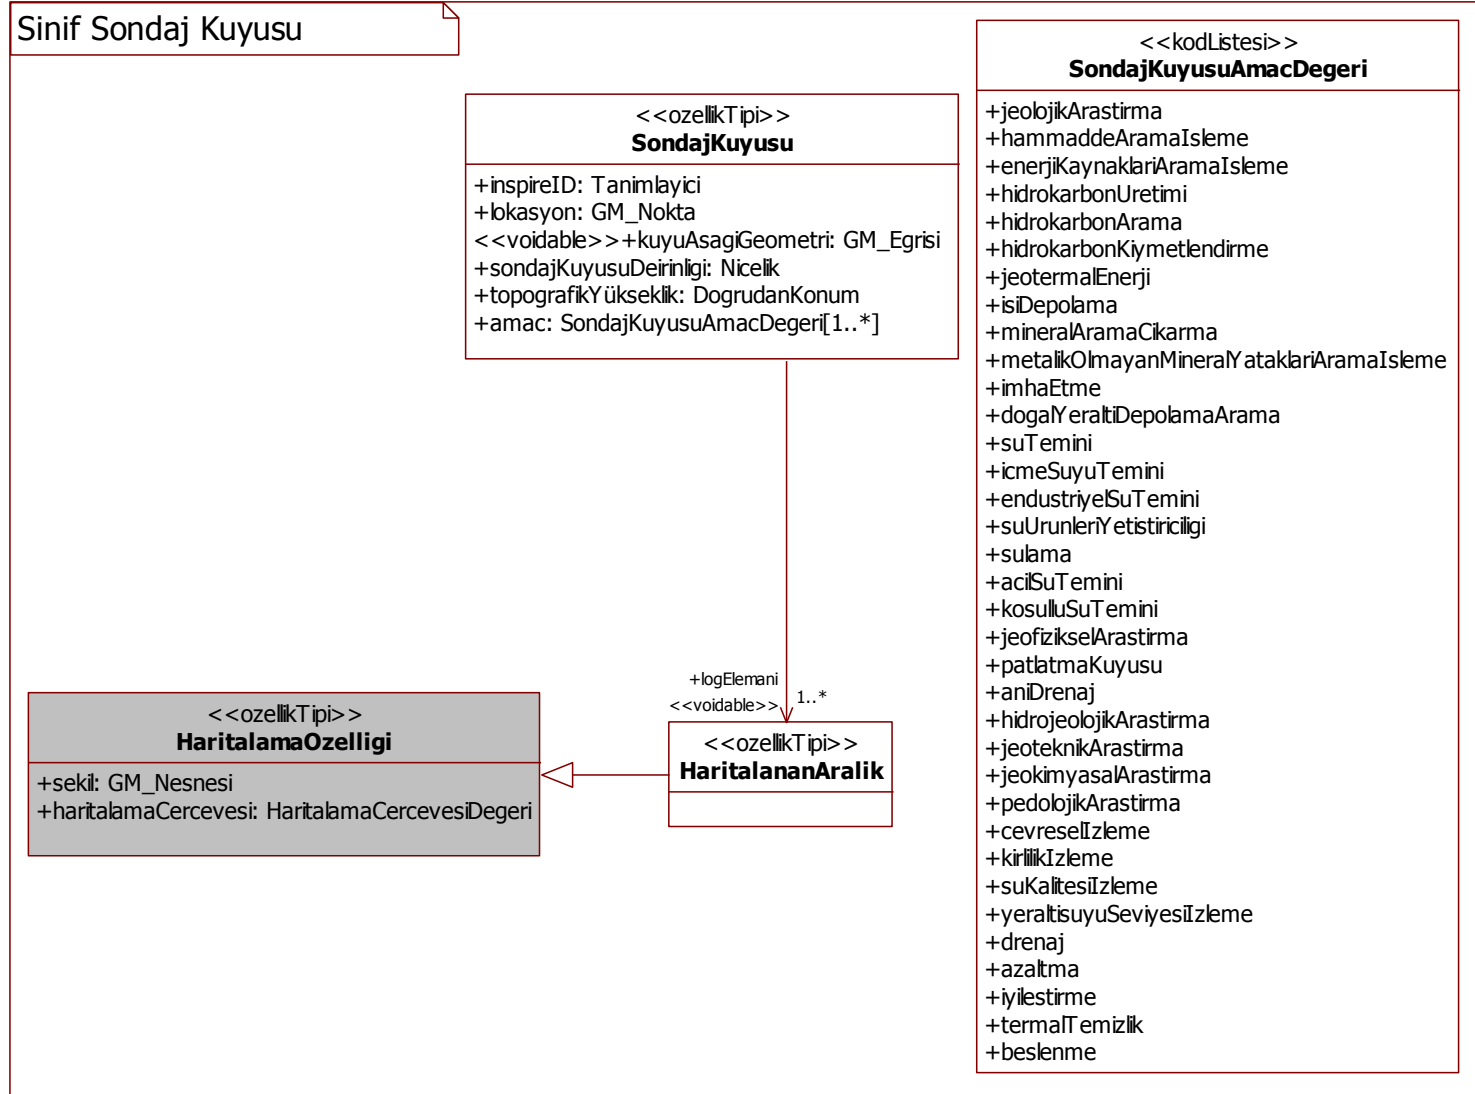 Sinif Sondaj Kuyusu
<<ozellikTipi>>
SondajKuyusu
+inspireID: Tanimlayici
+lokasyon: GM_Nokta
<<voidable>>+kuyuAsagiGeometri: GM_Egrisi
+sondajKuyusuDeirinligi: Nicelik
+topografikYükseklik: DogrudanKonum
+amac: SondajKuyusuAmacDegeri[1..*]
<<kodListesi>>
SondajKuyusuAmacDegeri
+jeolojikArastirma
+hammaddeAramaIsleme
+enerjiKaynaklariAramaIsleme
+hidrokarbonUretimi
+hidrokarbonArama
+hidrokarbonKiymetlendirme
+jeotermalEnerji
+isiDepolama
+mineralAramaCikarma
+metalikOlmayanMineralYataklariAramaIsleme
+imhaEtme
+dogalYeraltiDepolamaArama
+suTemini
+icmeSuyuTemini
+endustriyelSuTemini
+suUrunleriYetistiriciligi
+sulama
+acilSuTemini
+kosulluSuTemini
+jeofizikselArastirma
+patlatmaKuyusu
+aniDrenaj
+hidrojeolojikArastirma
+jeoteknikArastirma
+jeokimyasalArastirma
+pedolojikArastirma
+cevreselIzleme
+kirlilikIzleme
+suKalitesiIzleme
+yeraltisuyuSeviyesiIzleme
+drenaj
+azaltma
+iyilestirme
+termalTemizlik
+beslenme
+logElemani
<<voidable>> 1..*
<<ozellikTipi>>
HaritalamaOzelligi
+sekil: GM_Nesnesi
+haritalamaCercevesi: HaritalamaCercevesiDegeri
<<ozellikTipi>>
HaritalananAralik